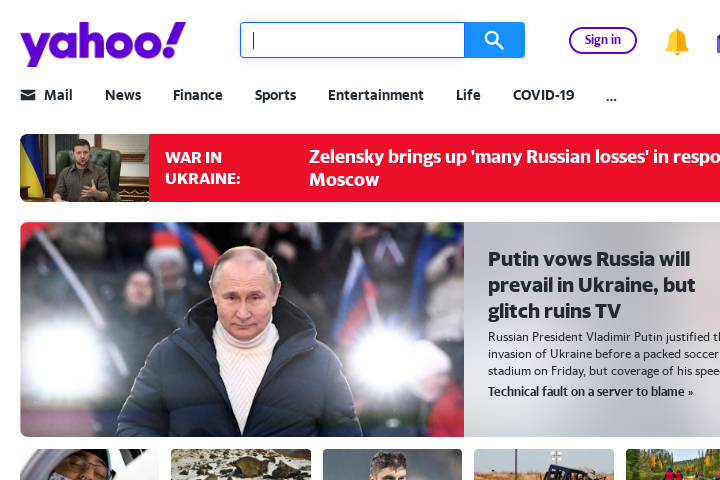 yahoo!
Sign in
Mail News Finance Sports Entertainment Life COVID-19 ...
WAR IN
UKRAINE:
Zelensky brings up 'many Russian losses' in respo
Moscow
Putin vows Russia will
prevail in Ukraine, but
glitch ruins TV
Russian President Vladimir Putin justified th
invasion of Ukraine before a packed soccer
stadium on Friday, but coverage of his spee
Technical fault on a server to blame »